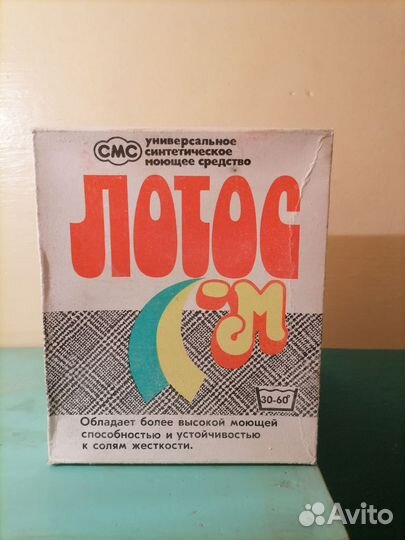 СМС
универсальное
синтетическое
моющее средство
ЛОТОС
-М
30-60°
Обладает более высокой моющей
способностью и устойчивостью
к солям жесткости.
Avito